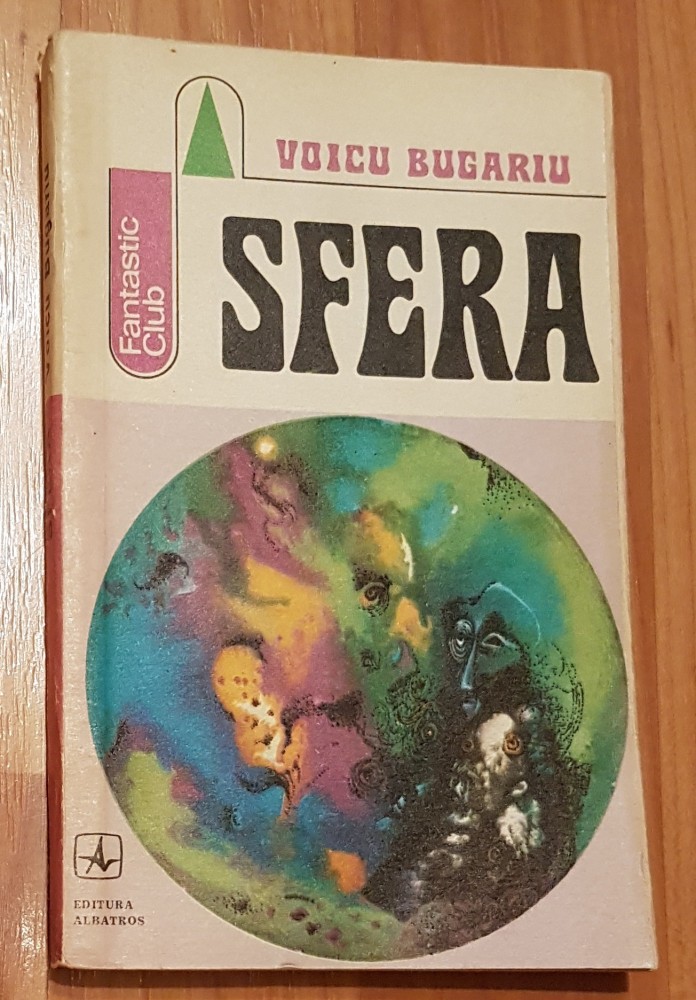 VOICU BUGARIU
SFERA
Fantastic
Club
EDITURA
ALBATROS